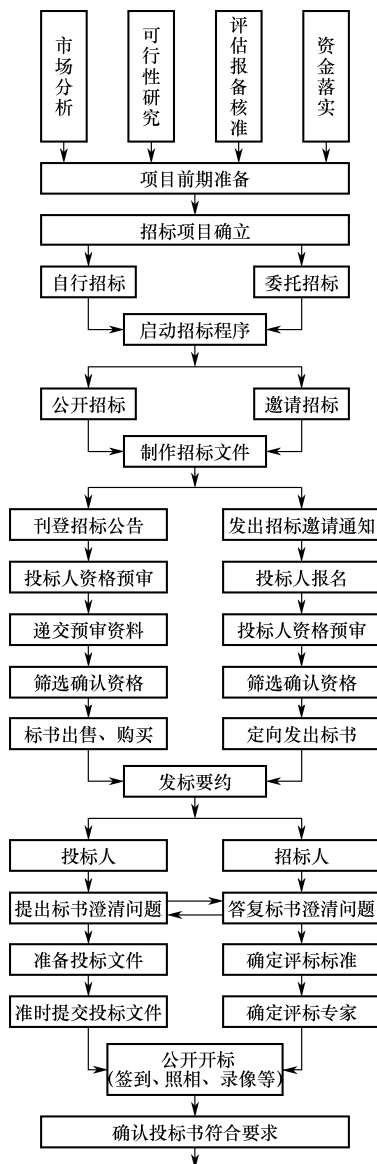 市场分析
可行性研究
评估报备核准
资金落实
项目前期准备
招标项目确立
自行招标
委托招标
启动招标程序
公开招标
邀请招标
制作招标文件
刊登招标公告
发出招标邀请通知
投标人资格预审
投标人报名
递交预审资料
投标人资格预审
筛选确认资格
筛选确认资格
标书出售、购买
定向发出标书
发标要约
投标人
招标人
提出标书澄清问题
答复标书澄清问题
准备投标文件
确定评标标准
准时提交投标文件
确定评标专家
公开开标
(签到、照相、录像等)
确认投标书符合要求